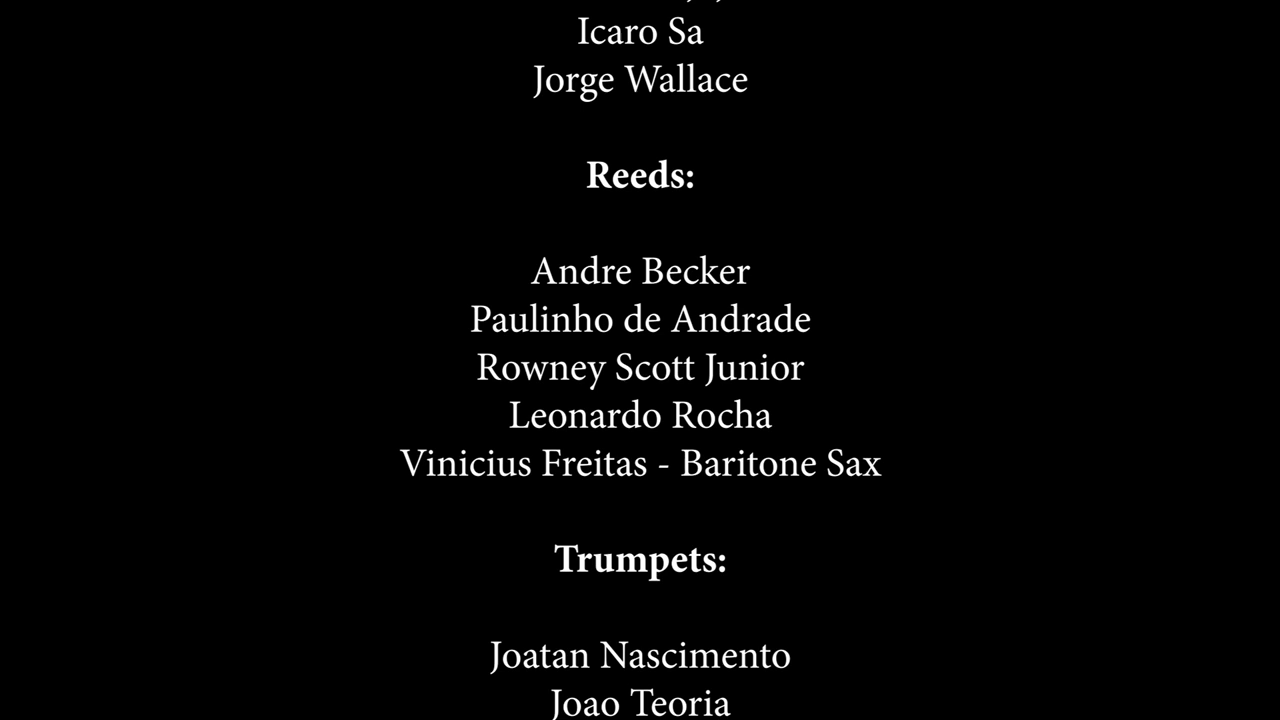 Icaro Sa
Jorge Wallace
Reeds:
Andre Becker
Paulinho de Andrade
Rowney Scott Junior
Leonardo Rocha
Vinicius Freitas - Baritone Sax
Trumpets:
Joatan Nascimento
Joao Teoria